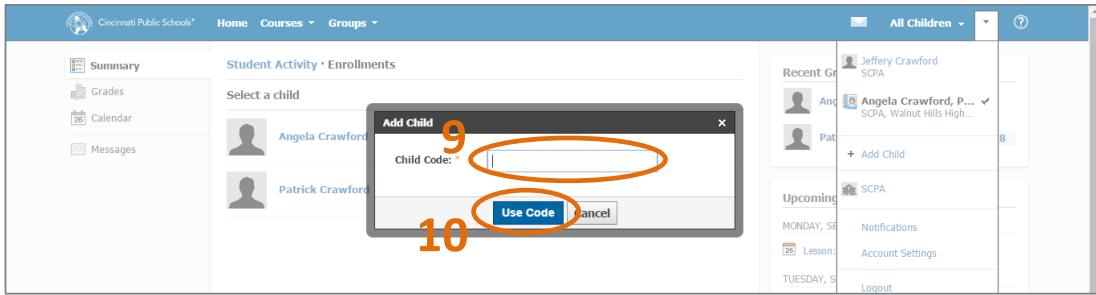 Cincinnati Public Schools* Home Courses Groups All Children
Summary
Grades
26 Calendar
Messages
Student Activity · Enrollments
Select a child
Angela Crawford
Patrick Crawford
9
10
Add Child ×
Child Code: *
Use Code Cancel
Recent Gr
Ang
Pat 8
Upcoming
MONDAY, SE
26 Lesson:
TUESDAY, S
Jeffery Crawford
SCPA
Angela Crawford, P...
SCPA, Walnut Hills High...
+ Add Child
SCPA
Notifications
Account Settings
Logout